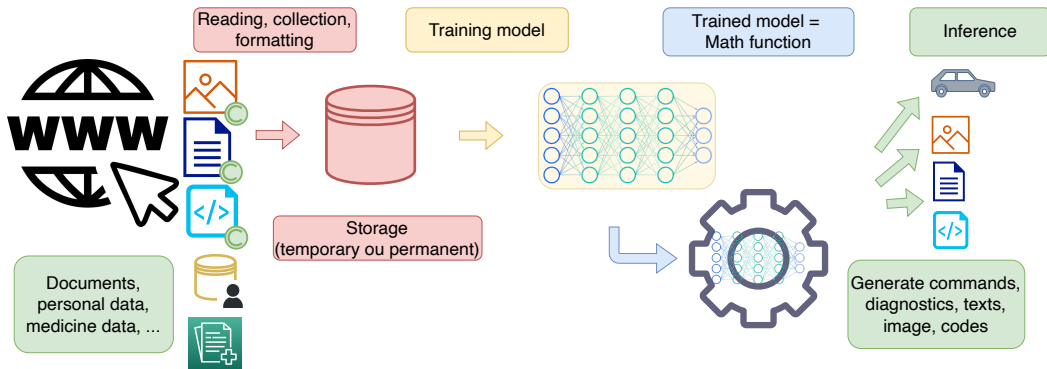 Reading, collection,
formatting
Training model
Trained model =
Math function
Inference
www
C
C
</>
C
</>
Storage
(temporary ou permanent)
Documents,
personal data,
medicine data, ...
Generate commands,
diagnostics, texts,
image, codes